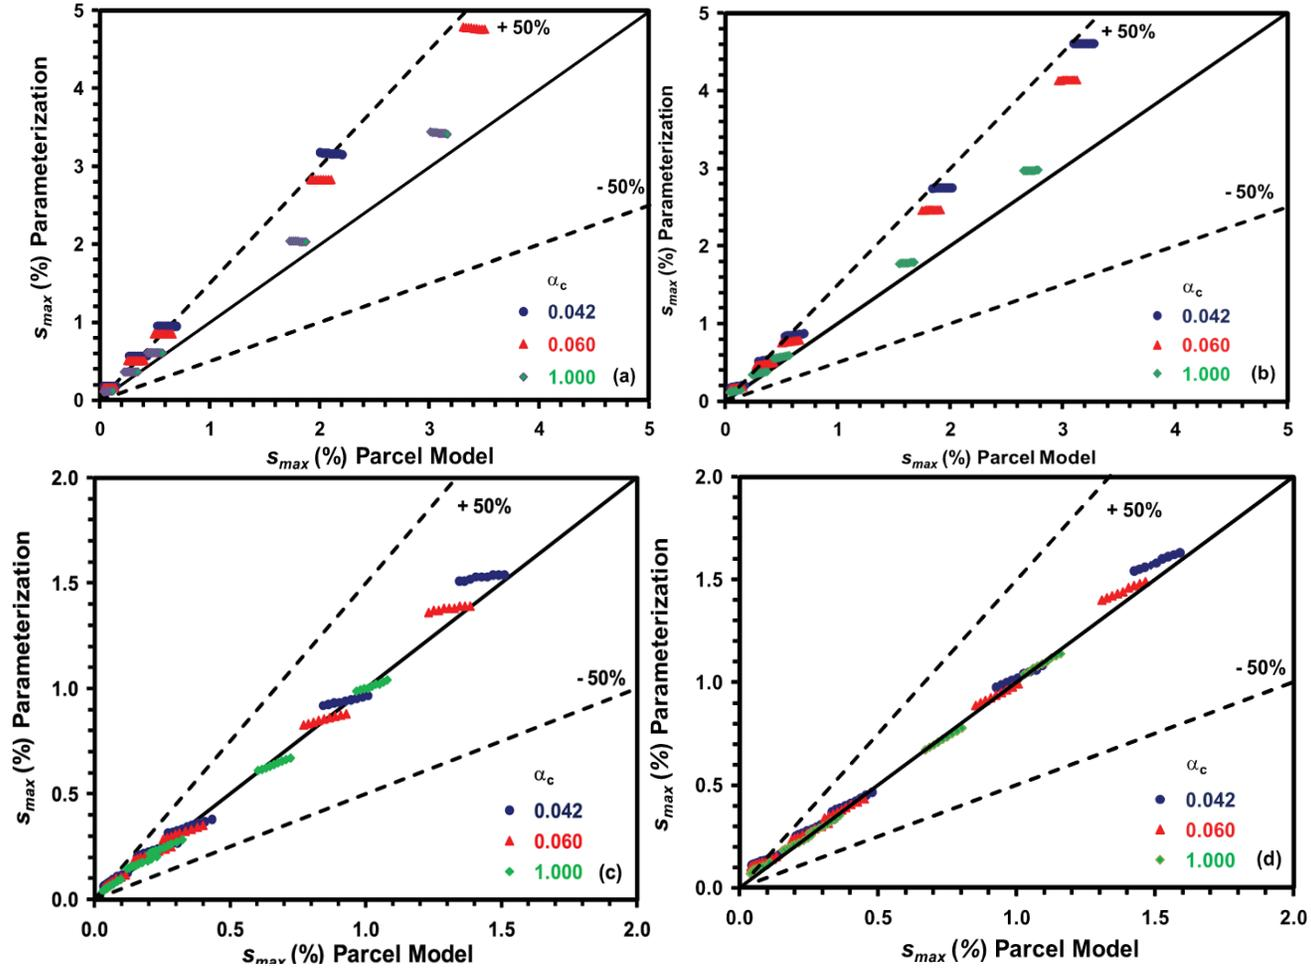 5
4
3
2
1
0
s_max (%) Parameterization
+ 50%
- 50%
α_c
0.042
0.060
1.000 (a)
0 1 2 3 4 5
s_max (%) Parcel Model
5
4
3
2
1
0
s_max (%) Parameterization
+ 50%
- 50%
α_c
0.042
0.060
1.000 (b)
0 1 2 3 4 5
s_max (%) Parcel Model
2.0
1.5
1.0
0.5
0.0
s_max (%) Parameterization
+ 50%
- 50%
α_c
0.042
0.060
1.000 (c)
0.0 0.5 1.0 1.5 2.0
s_max (%) Parcel Model
2.0
1.5
1.0
0.5
0.0
s_max (%) Parameterization
+ 50%
- 50%
α_c
0.042
0.060
1.000 (d)
0.0 0.5 1.0 1.5 2.0
s_max (%) Parcel Model